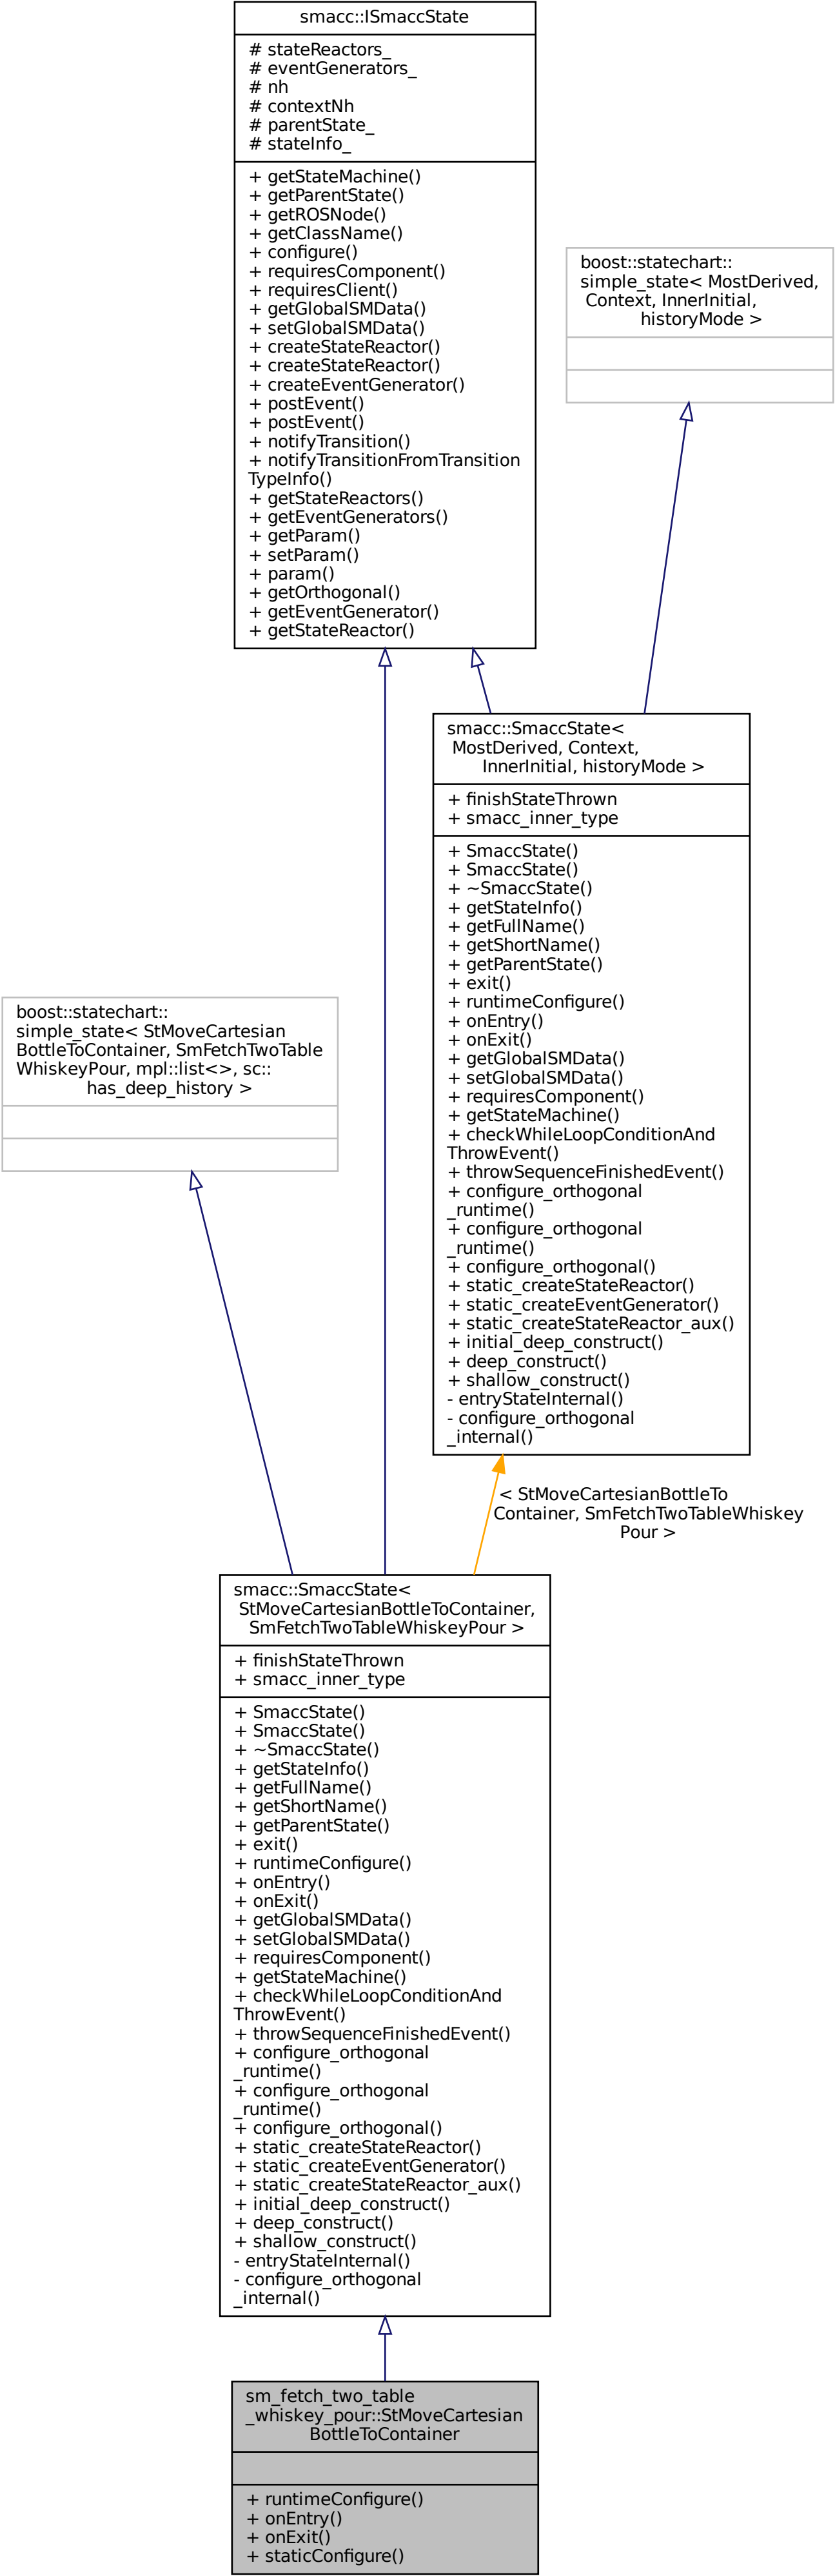 smacc::ISmaccState
# stateReactors_
# eventGenerators_
# nh
# contextNh
# parentState_
# stateInfo_
+ getStateMachine()
+ getParentState()
+ getROSNode()
+ getClassName()
+ configure()
+ requiresComponent()
+ requiresClient()
+ getGlobalSMData()
+ setGlobalSMData()
+ createStateReactor()
+ createStateReactor()
+ createEventGenerator()
+ postEvent()
+ postEvent()
+ notifyTransition()
+ notifyTransitionFromTransition
TypeInfo()
+ getStateReactors()
+ getEventGenerators()
+ getParam()
+ setParam()
+ param()
+ getOrthogonal()
+ getEventGenerator()
+ getStateReactor()
boost::statechart::
simple_state< MostDerived,
Context, InnerInitial,
historyMode >
smacc::SmaccState<
MostDerived, Context,
InnerInitial, historyMode >
+ finishStateThrown
+ smacc_inner_type
+ SmaccState()
+ SmaccState()
+ ~SmaccState()
+ getStateInfo()
+ getFullName()
+ getShortName()
+ getParentState()
+ exit()
+ runtimeConfigure()
+ onEntry()
+ onExit()
+ getGlobalSMData()
+ setGlobalSMData()
+ requiresComponent()
+ getStateMachine()
+ checkWhileLoopConditionAnd
ThrowEvent()
+ throwSequenceFinishedEvent()
+ configure_orthogonal
_runtime()
+ configure_orthogonal
_runtime()
+ configure_orthogonal()
+ static_createStateReactor()
+ static_createEventGenerator()
+ static_createStateReactor_aux()
+ initial_deep_construct()
+ deep_construct()
+ shallow_construct()
- entryStateInternal()
- configure_orthogonal
_internal()
boost::statechart::
simple_state< StMoveCartesian
BottleToContainer, SmFetchTwoTable
WhiskeyPour, mpl::list<>, sc::
has_deep_history >
< StMoveCartesianBottleTo
Container, SmFetchTwoTableWhiskey
Pour >
smacc::SmaccState<
StMoveCartesianBottleToContainer,
SmFetchTwoTableWhiskeyPour >
+ finishStateThrown
+ smacc_inner_type
+ SmaccState()
+ SmaccState()
+ ~SmaccState()
+ getStateInfo()
+ getFullName()
+ getShortName()
+ getParentState()
+ exit()
+ runtimeConfigure()
+ onEntry()
+ onExit()
+ getGlobalSMData()
+ setGlobalSMData()
+ requiresComponent()
+ getStateMachine()
+ checkWhileLoopConditionAnd
ThrowEvent()
+ throwSequenceFinishedEvent()
+ configure_orthogonal
_runtime()
+ configure_orthogonal
_runtime()
+ configure_orthogonal()
+ static_createStateReactor()
+ static_createEventGenerator()
+ static_createStateReactor_aux()
+ initial_deep_construct()
+ deep_construct()
+ shallow_construct()
- entryStateInternal()
- configure_orthogonal
_internal()
sm_fetch_two_table
_whiskey_pour::StMoveCartesian
BottleToContainer
+ runtimeConfigure()
+ onEntry()
+ onExit()
+ staticConfigure()